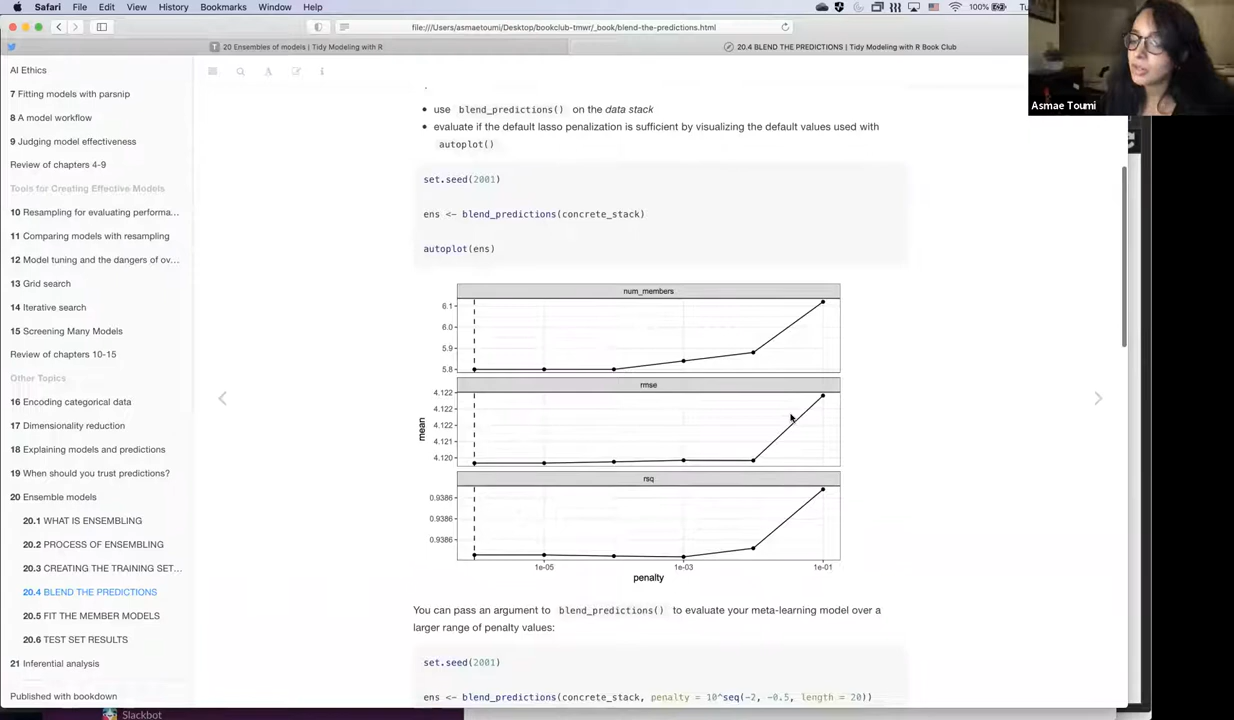 Safari File Edit View History Bookmarks Window Help 100% Tu
file:///Users/asmaetoumi/Desktop/bookclub-tmwr/_book/blend-the-predictions.html
20 Ensembles of models | Tidy Modeling with R
20.4 BLEND THE PREDICTIONS | Tidy Modeling with R Book Club
Asmae Toumi
AI Ethics
7 Fitting models with parsnip
8 A model workflow
9 Judging model effectiveness
Review of chapters 4-9
Tools for Creating Effective Models
10 Resampling for evaluating performa...
11 Comparing models with resampling
12 Model tuning and the dangers of ov...
13 Grid search
14 Iterative search
15 Screening Many Models
Review of chapters 10-15
Other Topics
16 Encoding categorical data
17 Dimensionality reduction
18 Explaining models and predictions
19 When should you trust predictions?
20 Ensemble models
20.1 WHAT IS ENSEMBLING
20.2 PROCESS OF ENSEMBLING
20.3 CREATING THE TRAINING SET...
20.4 BLEND THE PREDICTIONS
20.5 FIT THE MEMBER MODELS
20.6 TEST SET RESULTS
21 Inferential analysis
Published with bookdown
Slackbot
• use blend_predictions() on the data stack
• evaluate if the default lasso penalization is sufficient by visualizing the default values used with
autoplot()
set.seed(2001)
ens <- blend_predictions(concrete_stack)
autoplot(ens)
num_members
6.1
6.0
5.9
5.8
rmse
4.122
4.122
4.122
4.121
4.120
mean
rsq
0.9386
0.9386
0.9386
1e-05 1e-03 1e-01
penalty
You can pass an argument to blend_predictions() to evaluate your meta-learning model over a
larger range of penalty values:
set.seed(2001)
ens <- blend_predictions(concrete_stack, penalty = 10^seq(-2, -0.5, length = 20))